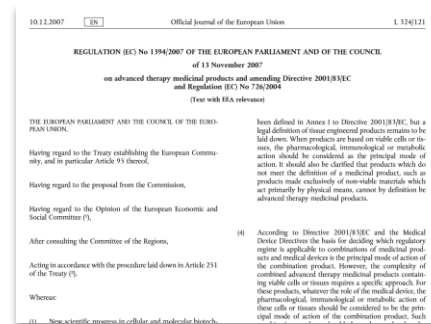 10.12.2007
EN
Official Journal of the European Union
L 324/121
REGULATION (EC) No 1394/2007 OF THE EUROPEAN PARLIAMENT AND OF THE COUNCIL
of 13 November 2007
on advanced therapy medicinal products and amending Directive 2001/83/EC
and Regulation (EC) No 726/2004
(Text with EEA relevance)
THE EUROPEAN PARLIAMENT AND THE COUNCIL OF THE EURO-
PEAN UNION,
Having regard to the Treaty establishing the European Commu-
nity, and in particular Article 95 thereof,
Having regard to the proposal from the Commission,
Having regard to the Opinion of the European Economic and
Social Committee (¹),
After consulting the Committee of the Regions,
Acting in accordance with the procedure laid down in Article 251
of the Treaty (²),
Whereas:
(1) New scientific progress in cellular and molecular biotech-
been defined in Annex I to Directive 2001/83/EC, but a
legal definition of tissue engineered products remains to be
laid down. When products are based on viable cells or tis-
sues, the pharmacological, immunological or metabolic
action should be considered as the principal mode of
action. It should also be clarified that products which do
not meet the definition of a medicinal product, such as
products made exclusively of non-viable materials which
act primarily by physical means, cannot by definition be
advanced therapy medicinal products.
(4) According to Directive 2001/83/EC and the Medical
Device Directives the basis for deciding which regulatory
regime is applicable to combinations of medicinal prod-
ucts and medical devices is the principal mode of action of
the combination product. However, the complexity of
combined advanced therapy medicinal products contain-
ing viable cells or tissues requires a specific approach. For
these products, whatever the role of the medical device, the
pharmacological, immunological or metabolic action of
these cells or tissues should be considered to be the prin-
cipal mode of action of the combination product. Such